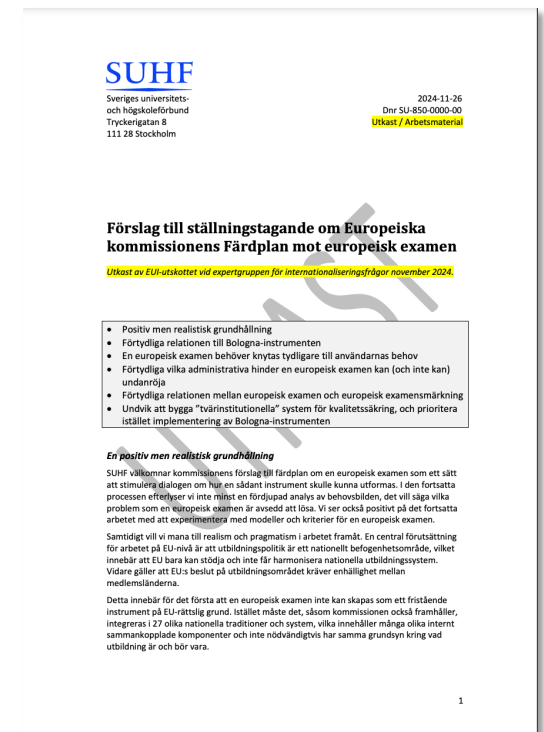 SUHF
Sveriges universitets-
och högskoleförbund
Tryckerigatan 8
111 28 Stockholm
2024-11-26
Dnr SU-850-0000-00
Utkast / Arbetsmaterial
Förslag till ställningstagande om Europeiska
kommissionens Färdplan mot europeisk examen
Utkast av EUI-utskottet vid expertgruppen för internationaliseringsfrågor november 2024.
• Positiv men realistisk grundhållning
• Förtydliga relationen till Bologna-instrumenten
• En europeisk examen behöver knytas tydligare till användarnas behov
• Förtydliga vilka administrativa hinder en europeisk examen kan (och inte kan)
undanröja
• Förtydliga relationen mellan europeisk examen och europeisk examensmärkning
• Undvik att bygga ”tvärinstitutionella” system för kvalitetssäkring, och prioritera
istället implementering av Bologna-instrumenten
En positiv men realistisk grundhållning
SUHF välkomnar kommissionens förslag till färdplan om en europeisk examen som ett sätt
att stimulera dialogen om hur en sådant instrument skulle kunna utformas. I den fortsatta
processen efterlyser vi inte minst en fördjupad analys av behovsbilden, det vill säga vilka
problem som en europeisk examen är avsedd att lösa. Vi ser också positivt på det fortsatta
arbetet med att experimentera med modeller och kriterier för en europeisk examen.
Samtidigt vill vi mana till realism och pragmatism i arbetet framåt. En central förutsättning
för arbetet på EU-nivå är att utbildningspolitik är ett nationellt befogenhetsområde, vilket
innebär att EU bara kan stödja och inte får harmonisera nationella utbildningssystem.
Vidare gäller att EU:s beslut på utbildningsområdet kräver enhällighet mellan
medlemsländerna.
Detta innebär för det första att en europeisk examen inte kan skapas som ett fristående
instrument på EU-rättslig grund. Istället måste det, såsom kommissionen också framhåller,
integreras i 27 olika nationella traditioner och system, vilka innehåller många olika internt
sammankopplade komponenter och inte nödvändigtvis har samma grundsyn kring vad
utbildning är och bör vara.
1
UTKAST